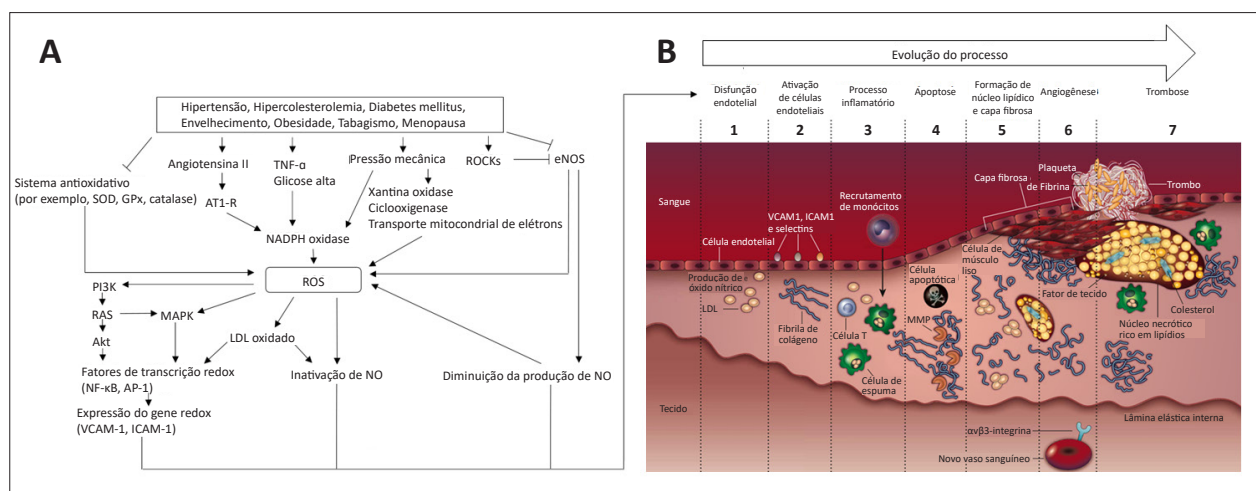 A
Hipertensão, Hipercolesterolemia, Diabetes mellitus,
Envelhecimento, Obesidade, Tabagismo, Menopausa
Sistema antioxidativo
(por exemplo, SOD, GPx, catalase)
Angiotensina II
AT1-R
TNF-α
Glicose alta
Pressão mecânica
ROCKs
eNOS
Xantina oxidase
Ciclooxigenase
Transporte mitocondrial de elétrons
NADPH oxidase
ROS
PI3K
RAS
MAPK
Akt
LDL oxidado
Fatores de transcrição redox
(NF-κB, AP-1)
Inativação de NO
Diminuição da produção de NO
Expressão do gene redox
(VCAM-1, ICAM-1)
B
Evolução do processo
Disfunção
endotelial
1
Ativação
de células
endoteliais
2
Processo
inflamatório
3
Apoptose
4
Formação de
núcleo lipídico
e capa fibrosa
5
Angiogênese
6
Trombose
7
Sangue
Célula endotelial
VCAM1, ICAM1
e selectins
Recrutamento
de monócitos
Capa fibrosa
Plaqueta
de Fibrina
Trombo
Produção de
óxido nítrico
LDL
Fibrila de
colágeno
Célula T
Célula de
espuma
Célula
apoptótica
MMP
Célula de
músculo
liso
Fator de tecido
Colesterol
Núcleo necrótico
rico em lipídios
Tecido
Lâmina elástica interna
αvβ3-integrina
Novo vaso sanguíneo